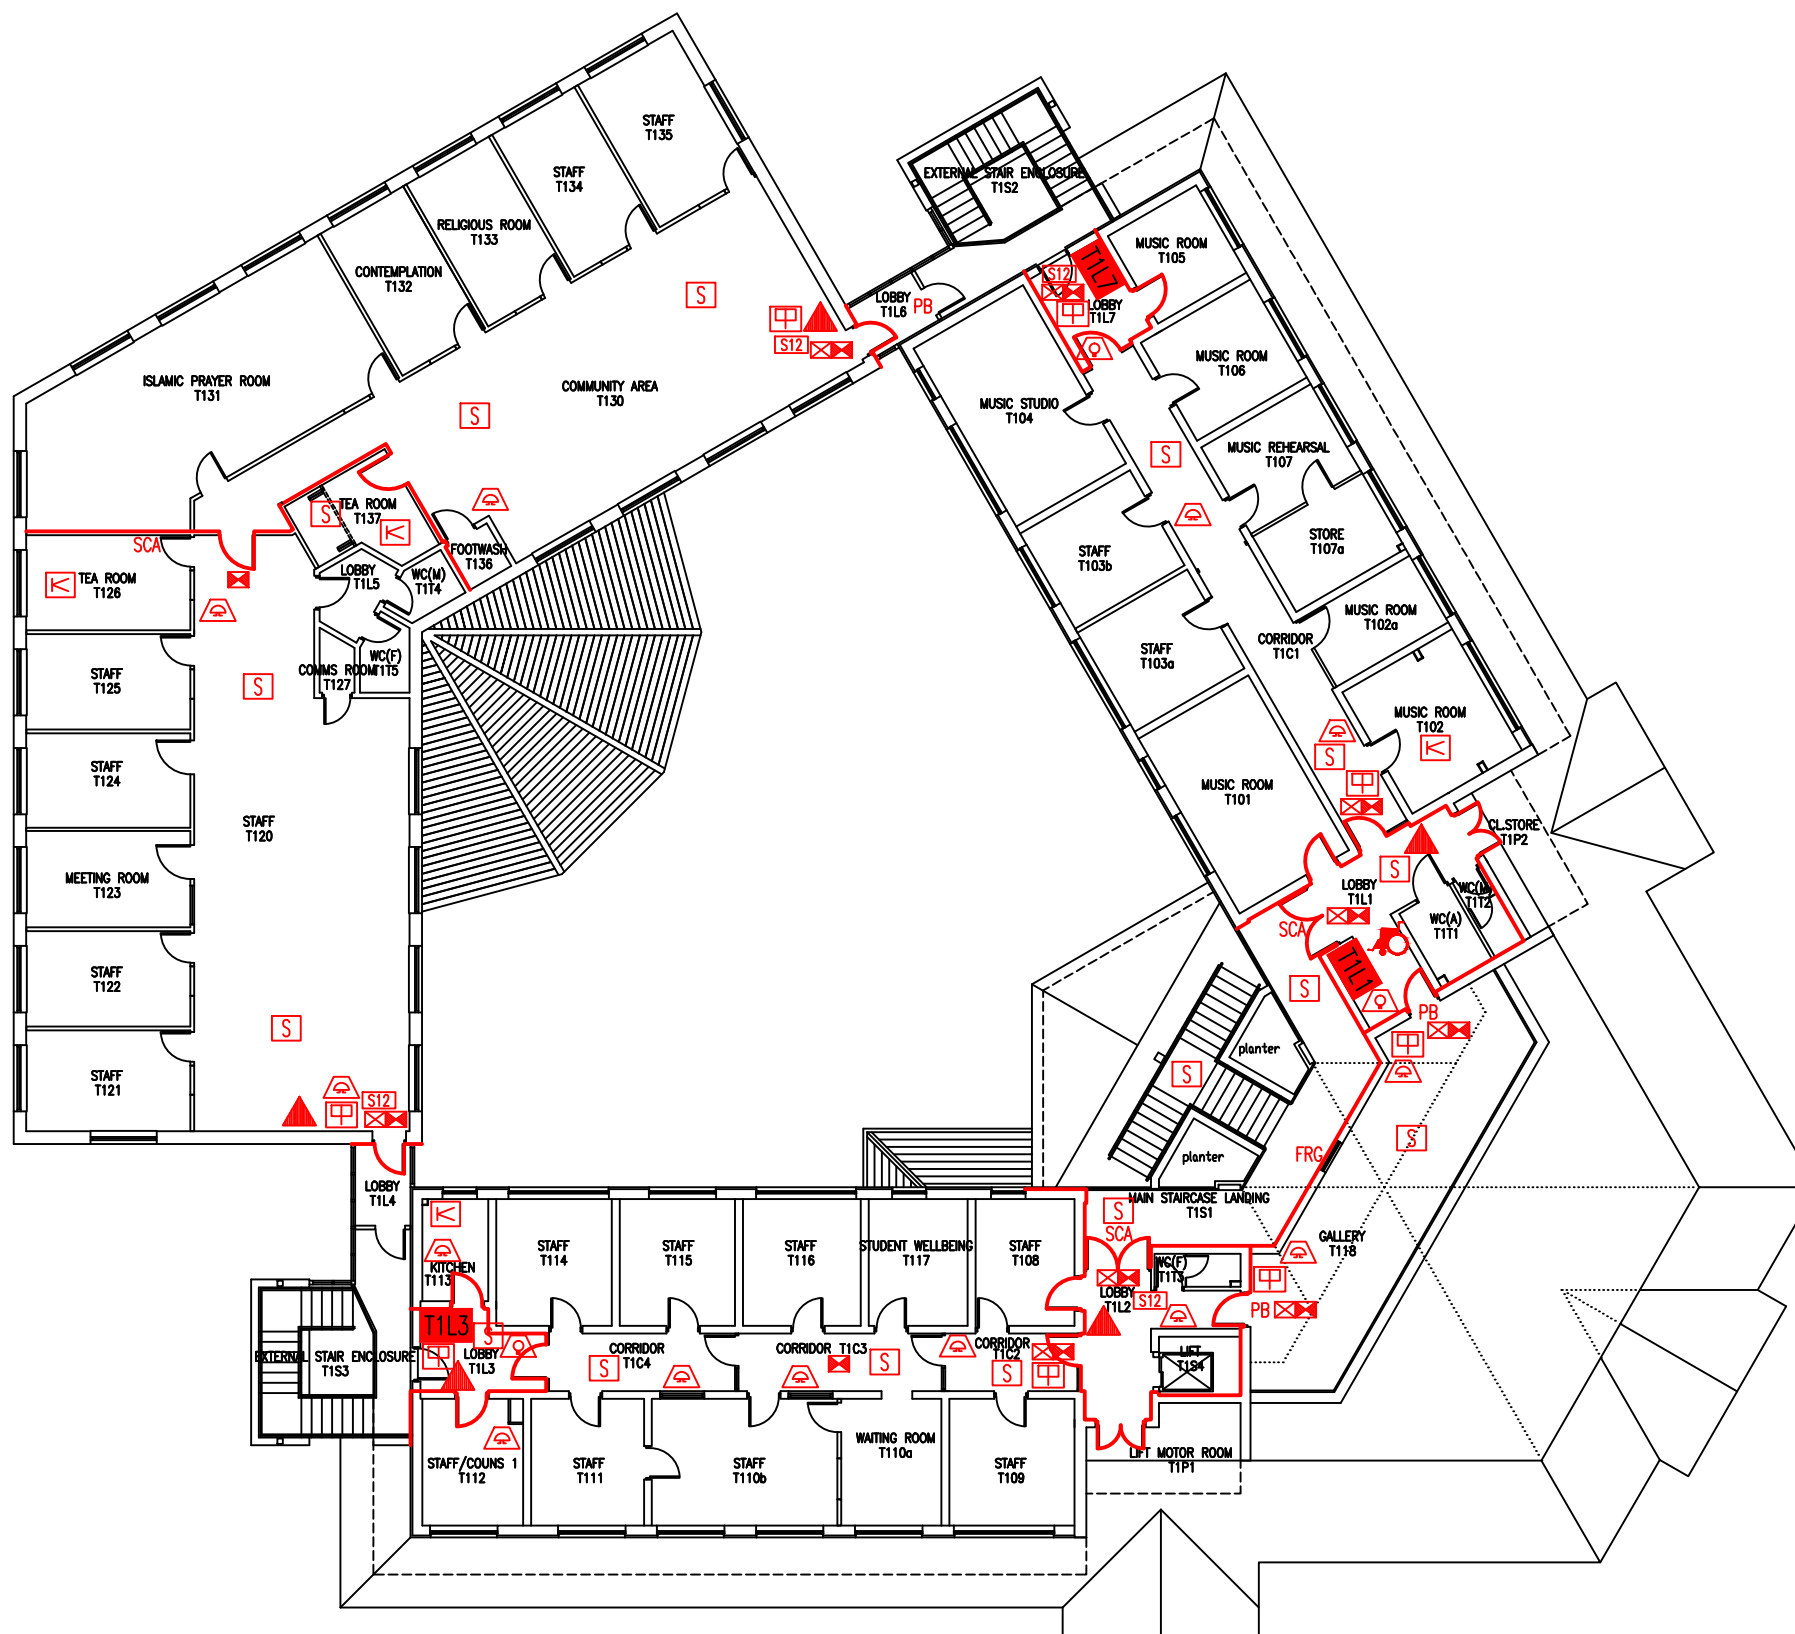 STAFF
T135
STAFF
T134
RELIGIOUS ROOM
T133
CONTEMPLATION
T132
ISLAMIC PRAYER ROOM
T131
COMMUNITY AREA
T130
S
S
S12
EXTERNAL STAIR ENCLOSURE
T1S2
LOBBY
T1L6
PB
S12
T1L7
LOBBY
T1L7
MUSIC ROOM
T105
MUSIC ROOM
T106
MUSIC STUDIO
T104
MUSIC REHEARSAL
T107
S
STORE
T107a
STAFF
T103b
MUSIC ROOM
T102a
CORRIDOR
T1C1
STAFF
T103a
MUSIC ROOM
T102
S
MUSIC ROOM
T101
CL.STORE
T1P2
S
LOBBY
T1L1
WC(M)
T1T2
WC(A)
T1T1
SCA
T1L1
S
PB
TEA ROOM
T137
S
K
FOOTWASH
T136
LOBBY
T1L5
WC(M)
T1T4
WC(F)
T1T5
COMMS ROOM
T127
SCA
TEA ROOM
T126
K
STAFF
T125
S
STAFF
T124
STAFF
T120
MEETING ROOM
T123
STAFF
T122
S
STAFF
T121
S12
LOBBY
T1L4
planter
S
planter
FRG
S
MAIN STAIRCASE LANDING
T1S1
S
SCA
GALLERY
T118
WC(F)
T1T3
LOBBY
T1L2
S12
PB
LIFT
T1S4
LIFT MOTOR ROOM
T1P1
K
KITCHEN
T113
STAFF
T114
STAFF
T115
STAFF
T116
STUDENT WELLBEING
T117
STAFF
T108
T1L3
S
LOBBY
T1L3
EXTERNAL STAIR ENCLOSURE
T1S3
CORRIDOR
T1C4
S
CORRIDOR T1C3
S
CORRIDOR
T1C2
S
STAFF/COUNS 1
T112
STAFF
T111
STAFF
T110b
WAITING ROOM
T110a
STAFF
T109
K